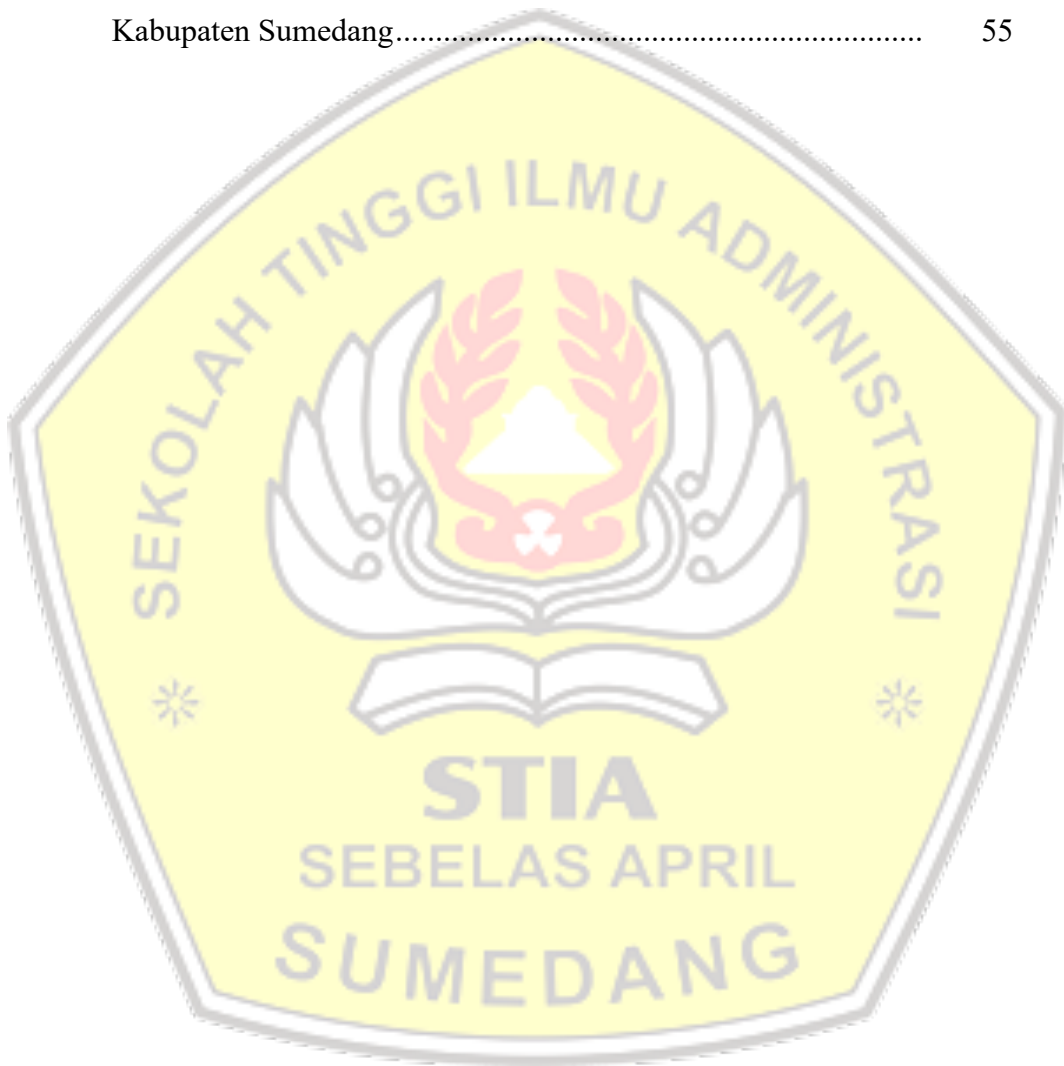 Kabupaten Sumedang................................................................ 55
SEKOLAH TINGGI ILMU ADMINISTRASI
STIA
SEBELAS APRIL
SUMEDANG